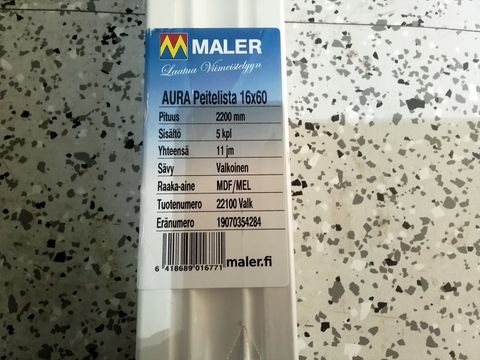 MALER
Laatua Viimeistelyyn
AURA Peitelista 16x60
Pituus 2200 mm
Sisältö 5 kpl
Yhteensä 11 jm
Sävy Valkoinen
Raaka-aine MDF/MEL
Tuotenumero 22100 Valk
Eränumero 19070354284
6 418689 016771 maler.fi